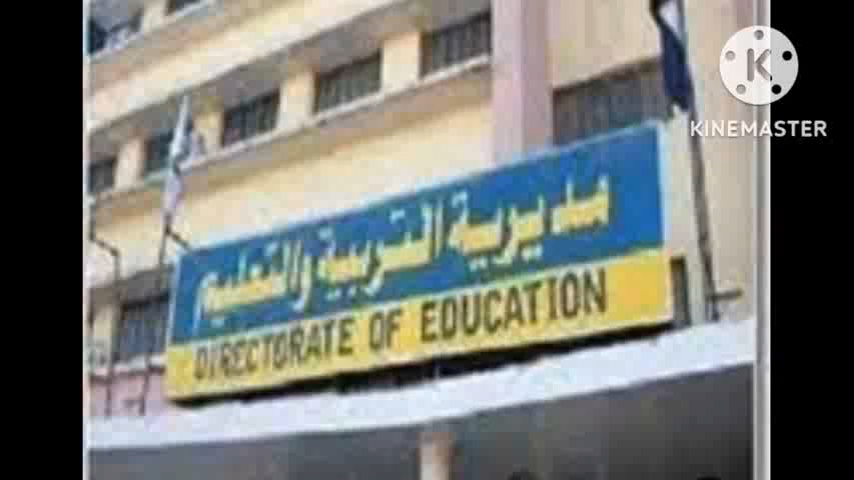 K
KINEMASTER
مديرية التربية والتعليم
DIRECTORATE OF EDUCATION